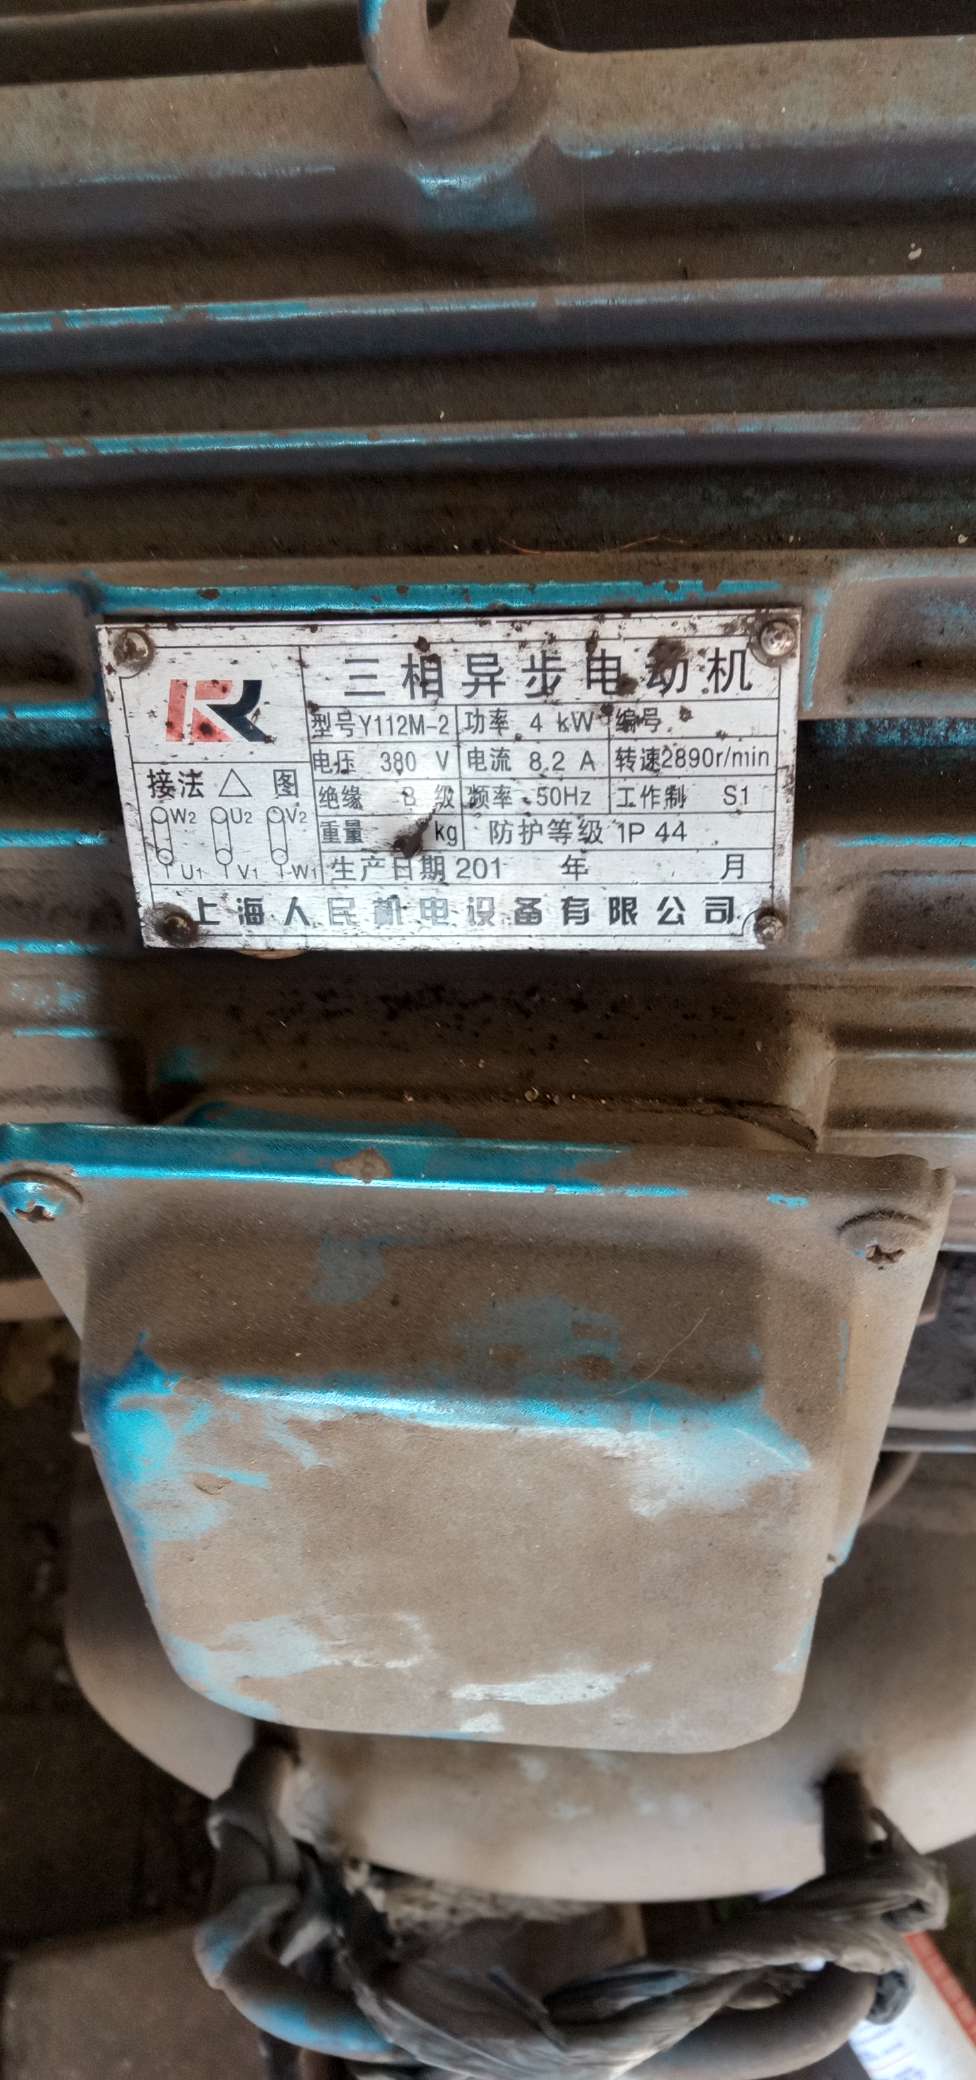 三相异步电动机
型号Y112M-2 功率 4 kW 编号
电压 380 V 电流 8.2 A 转速2890r/min
接法 △ 图
绝缘 B 级 频率 50Hz 工作制 S1
W2 U2 V2
重量 kg 防护等级 1P 44
U1 V1 W1
生产日期 201 年 月
上海人民机电设备有限公司